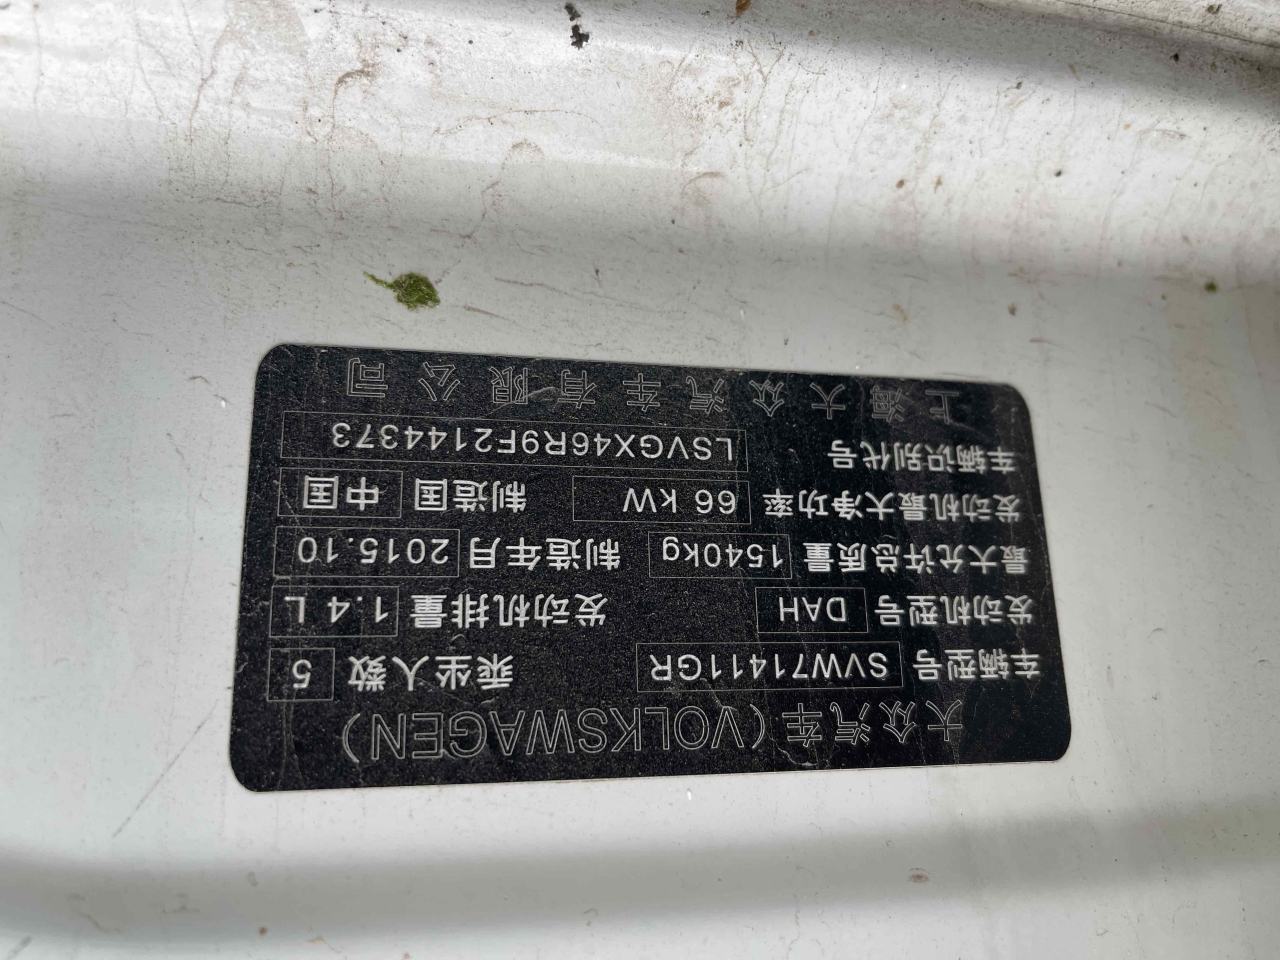 大众汽车(VOLKSWAGEN)
车辆型号 SVW71411GR 乘坐人数 5
发动机型号 DAH 发动机排量 1.4 L
最大允许总质量 1540kg 制造年月 2015.10
发动机最大净功率 66 kW 制造国 中国
车辆识别代号 LSVGX46R9F2144373
上海大众汽车有限公司